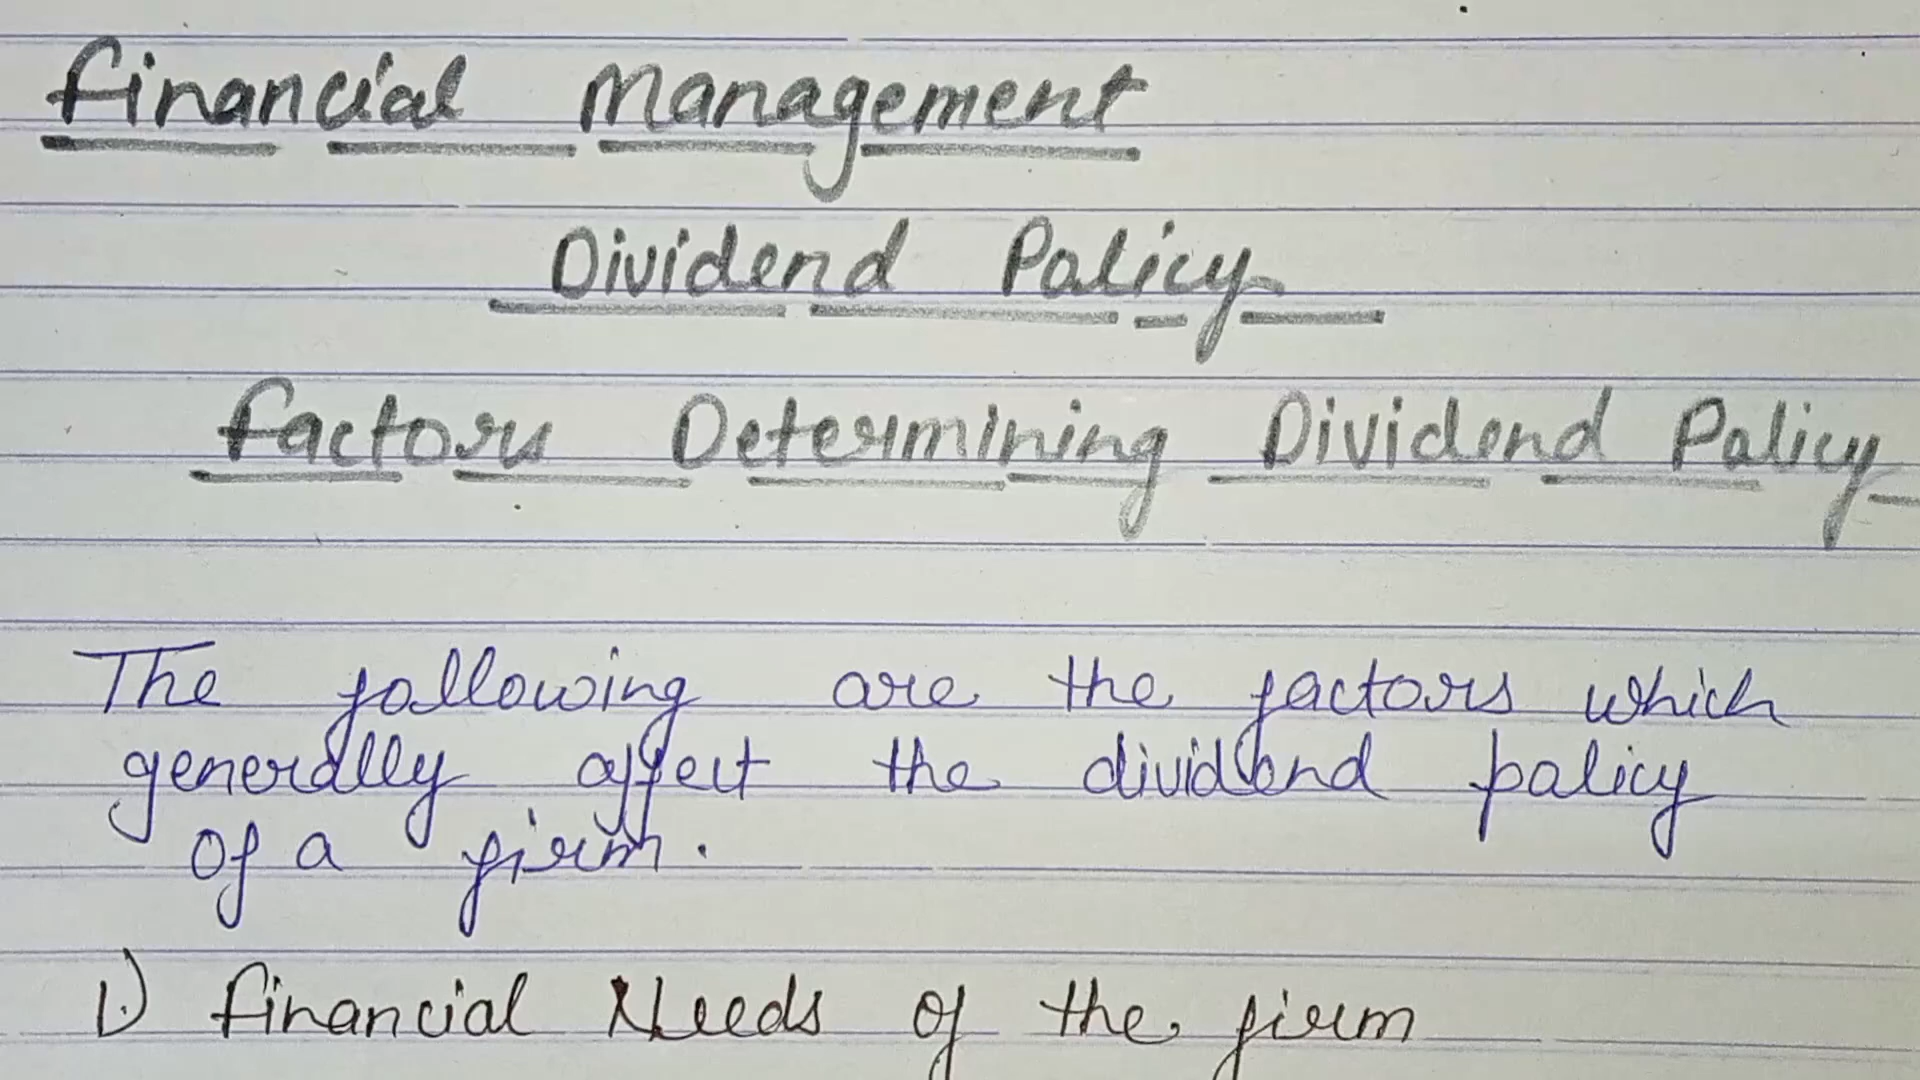 Financial Management
Dividend Policy
Factors Determining Dividend Policy
The following are the factors which
generally affect the dividend policy
of a firm.
1.) Financial Needs of the firm